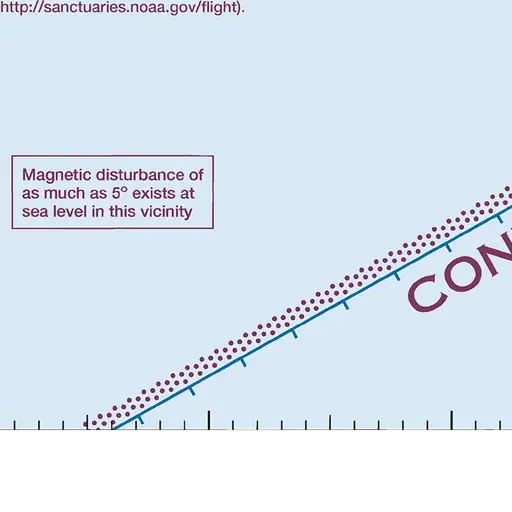 http://sanctuaries.noaa.gov/flight).
Magnetic disturbance of
as much as 5° exists at
sea level in this vicinity
CON